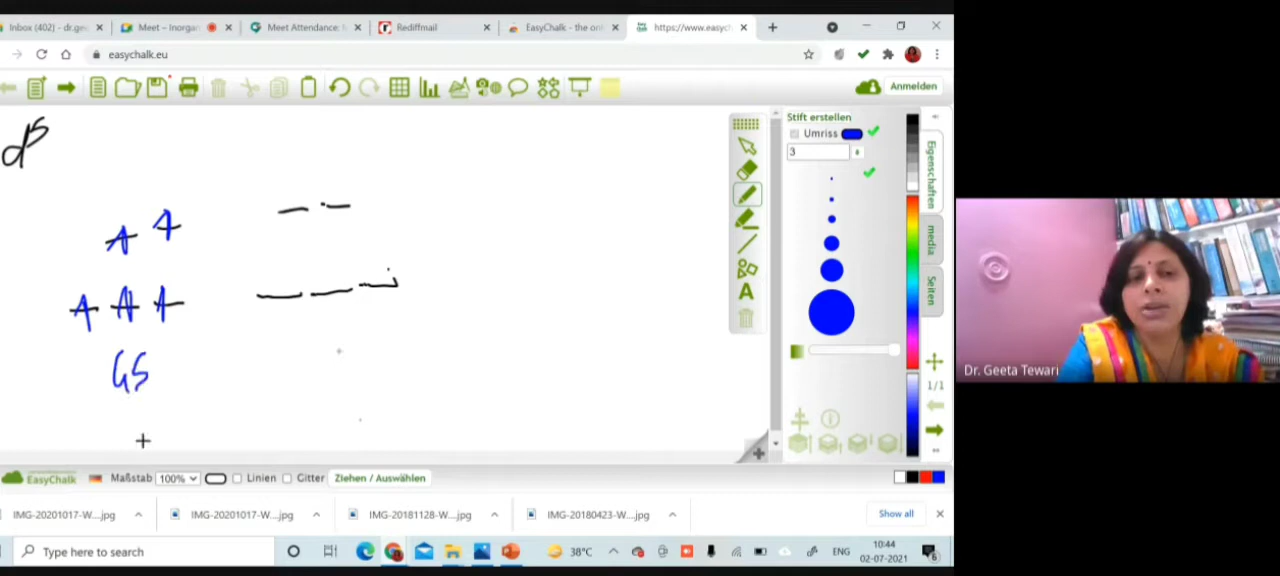 Inbox (402) - dr.gee
Meet – Inorgan
Meet Attendance: M
Rediffmail
EasyChalk - the onl
https://www.easych
easychalk.eu
Anmelden
d5
Stift erstellen
Umriss
3
Eigenschaften
media
Seiten
A
GS
1/1
Dr. Geeta Tewari
EasyChalk
Maßstab 100% Linien Gitter Ziehen / Auswählen
IMG-20201017-W....jpg
IMG-20201017-W....jpg
IMG-20181128-W....jpg
IMG-20180423-W....jpg
Show all
Type here to search
38°C
ENG
10:44
02-07-2021
6